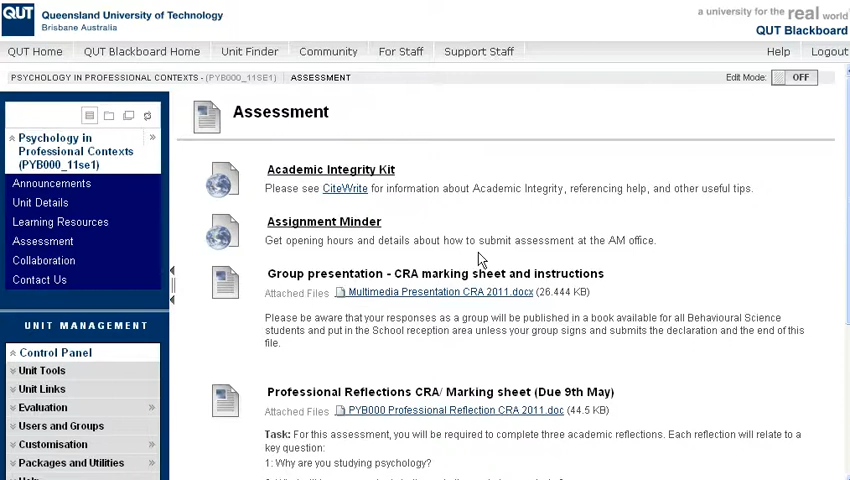 QUT Queensland University of Technology
Brisbane Australia
a university for the real world
QUT Blackboard
QUT Home QUT Blackboard Home Unit Finder Community For Staff Support Staff Help Logout
PSYCHOLOGY IN PROFESSIONAL CONTEXTS - (PYB000_11SE1) ASSESSMENT Edit Mode: OFF
Psychology in
Professional Contexts
(PYB000_11se1)
Announcements
Unit Details
Learning Resources
Assessment
Collaboration
Contact Us
UNIT MANAGEMENT
Control Panel
Unit Tools
Unit Links
Evaluation
Users and Groups
Customisation
Packages and Utilities
Help
Assessment
Academic Integrity Kit
Please see CiteWrite for information about Academic Integrity, referencing help, and other useful tips.
Assignment Minder
Get opening hours and details about how to submit assessment at the AM office.
Group presentation - CRA marking sheet and instructions
Attached Files Multimedia Presentation CRA 2011.docx (26.444 KB)
Please be aware that your responses as a group will be published in a book available for all Behavioural Science
students and put in the School reception area unless your group signs and submits the declaration and the end of this
file.
Professional Reflections CRA/ Marking sheet (Due 9th May)
Attached Files PYB000 Professional Reflection CRA 2011.doc (44.5 KB)
Task: For this assessment, you will be required to complete three academic reflections. Each reflection will relate to a
key question:
1: Why are you studying psychology?